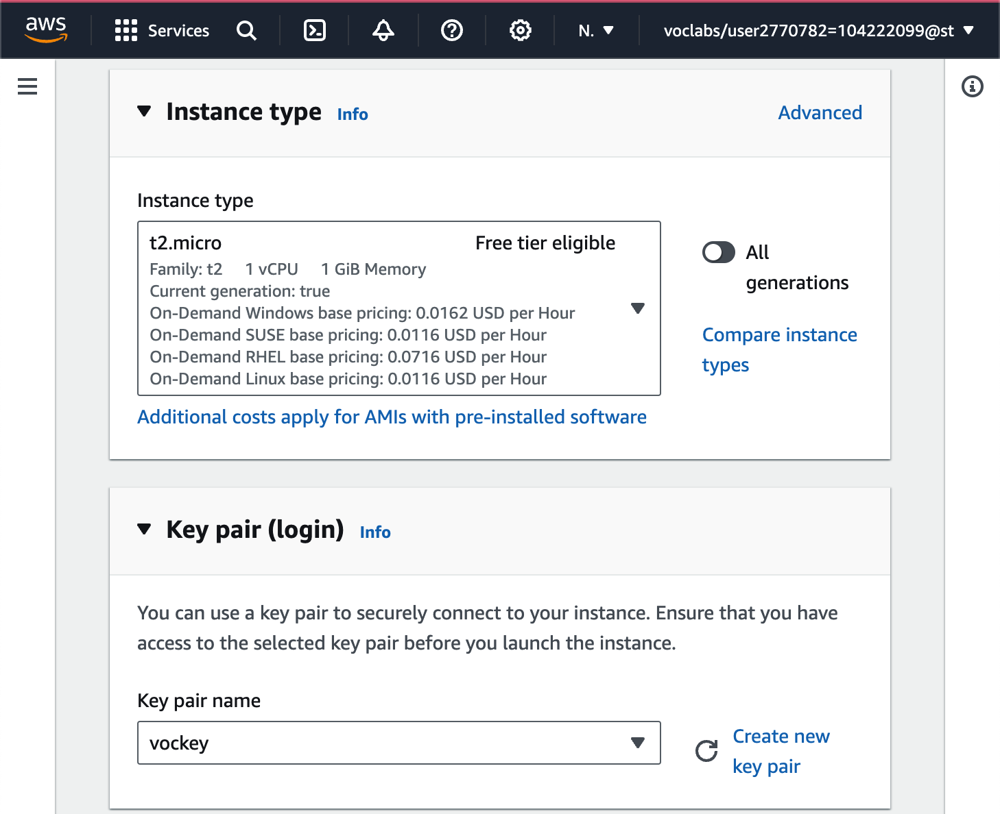 aws
Services
N.
voclabs/user2770782=104222099@st
Instance type Info
Advanced
Instance type
t2.micro
Free tier eligible
Family: t2 1 vCPU 1 GiB Memory
Current generation: true
On-Demand Windows base pricing: 0.0162 USD per Hour
On-Demand SUSE base pricing: 0.0116 USD per Hour
On-Demand RHEL base pricing: 0.0716 USD per Hour
On-Demand Linux base pricing: 0.0116 USD per Hour
All
generations
Compare instance
types
Additional costs apply for AMIs with pre-installed software
Key pair (login) Info
You can use a key pair to securely connect to your instance. Ensure that you have
access to the selected key pair before you launch the instance.
Key pair name
vockey
Create new
key pair